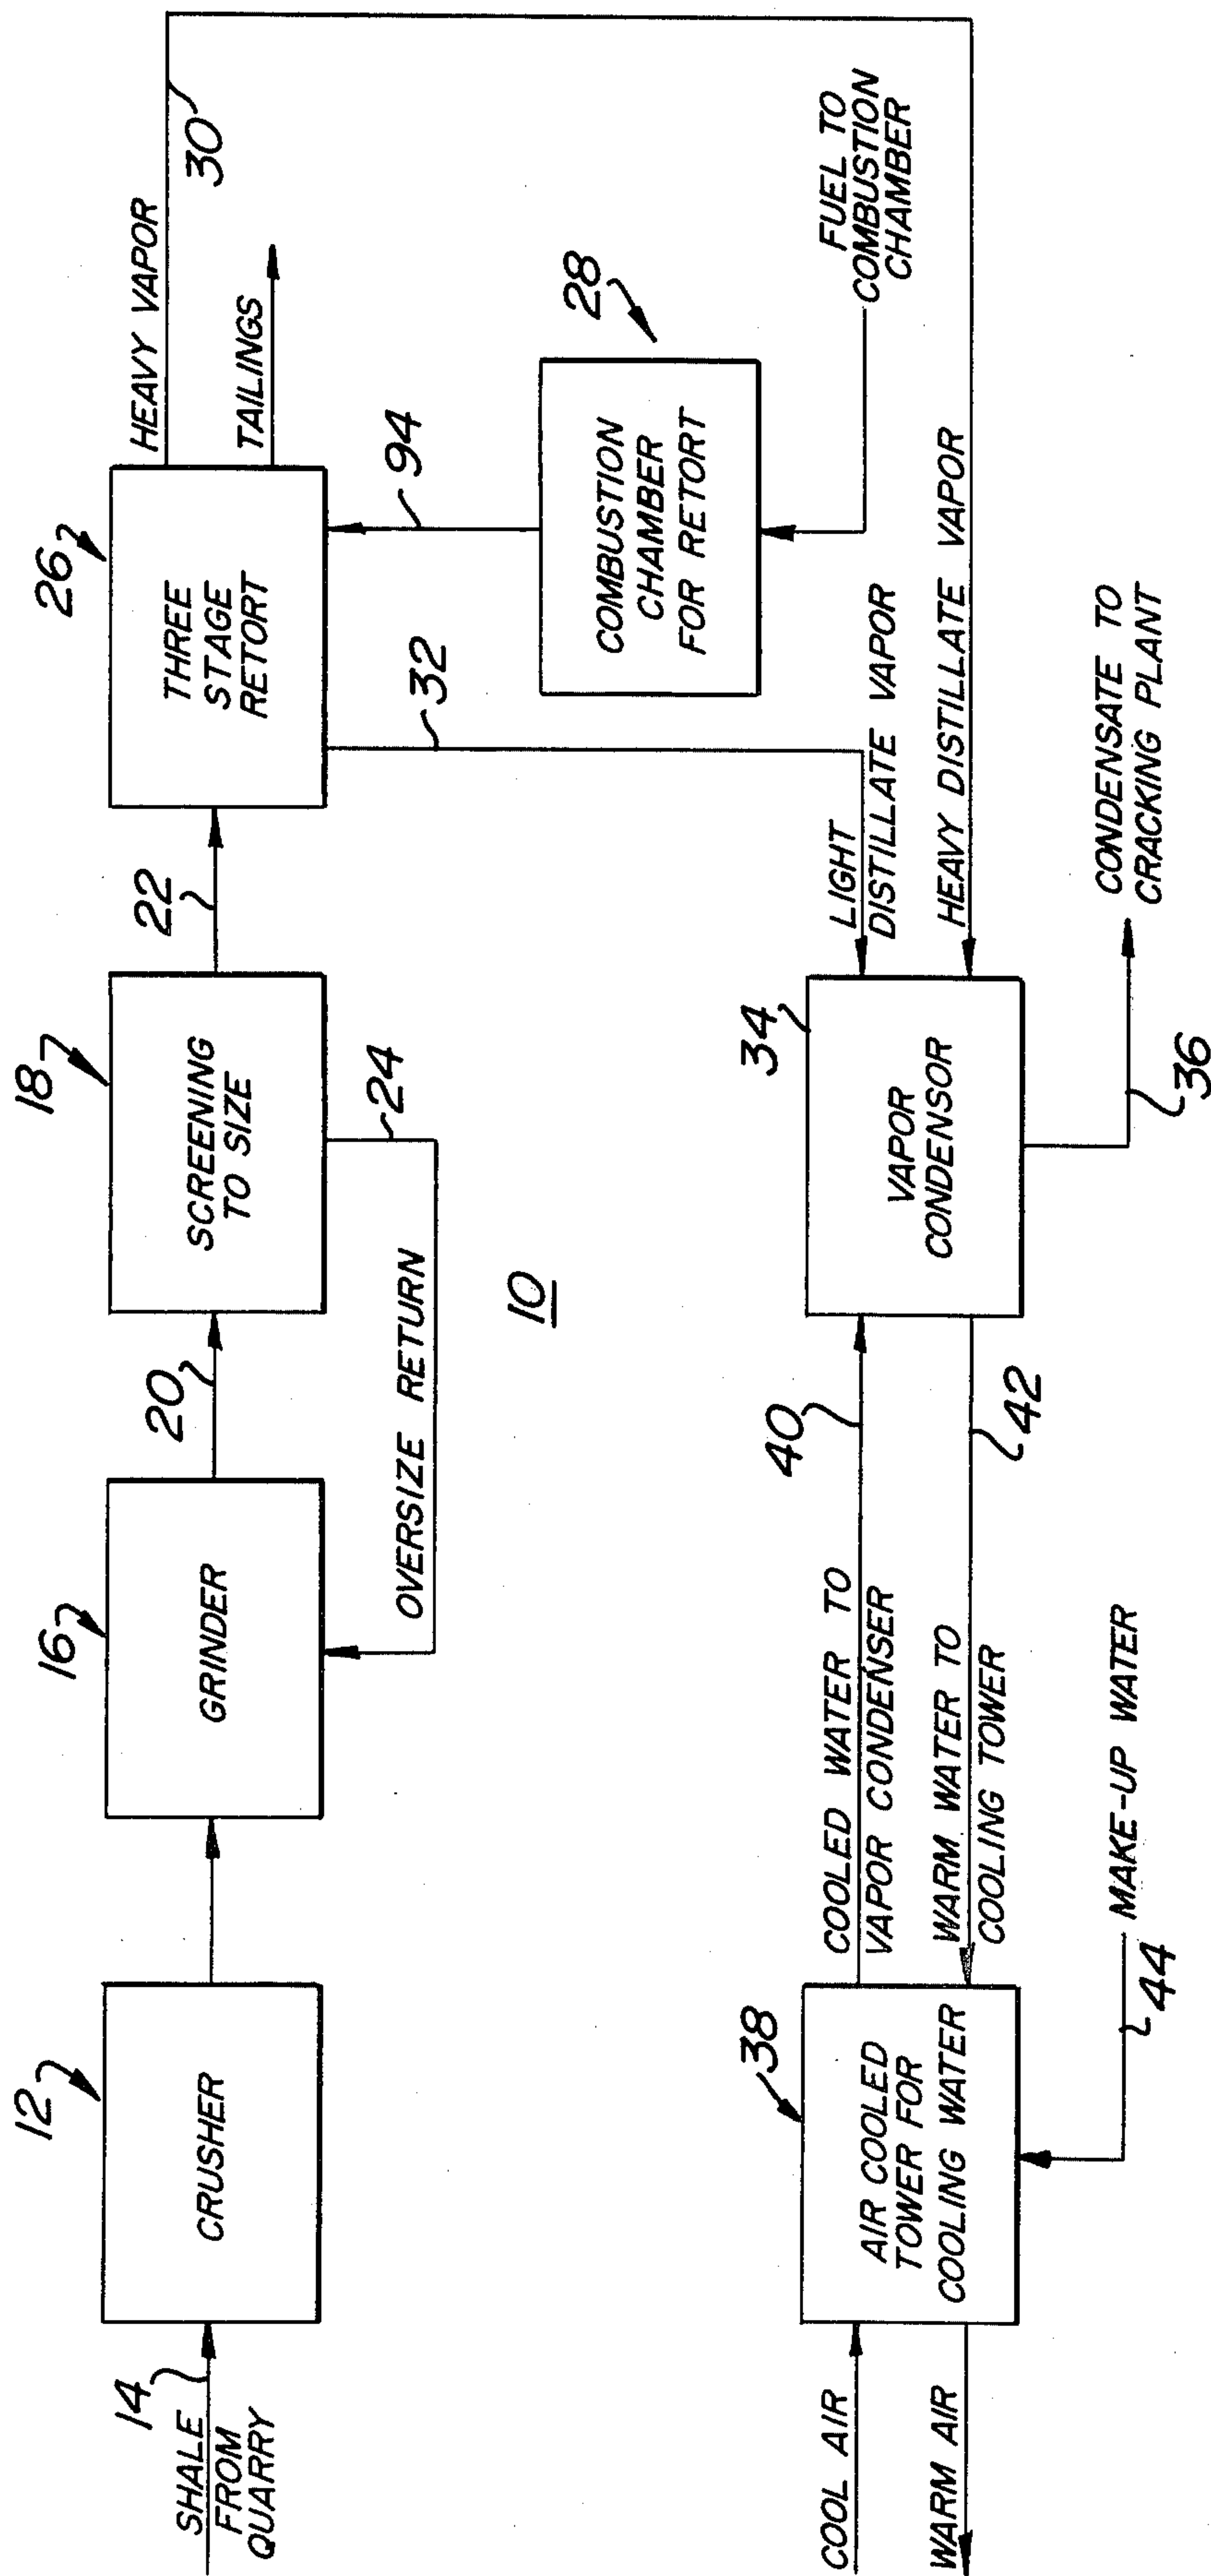 12
CRUSHER
14
SHALE
FROM
QUARRY
16
GRINDER
20
18
SCREENING
TO SIZE
24
OVERSIZE RETURN
22
26
THREE
STAGE
RETORT
HEAVY VAPOR
30
TAILINGS
94
32
28
COMBUSTION
CHAMBER
FOR RETORT
FUEL TO
COMBUSTION
CHAMBER
10
LIGHT
DISTILLATE VAPOR
HEAVY DISTILLATE VAPOR
34
VAPOR
CONDENSOR
CONDENSATE TO
CRACKING PLANT
36
40
COOLED WATER TO
VAPOR CONDENSER
42
WARM WATER TO
COOLING TOWER
38
AIR COOLED
TOWER FOR
COOLING WATER
COOL AIR
WARM AIR
MAKE-UP WATER
44